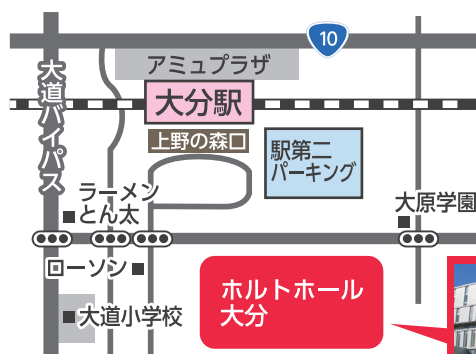 10
アミュプラザ
大分駅
大道バイパス
上野の森口
駅第二
パーキング
ラーメン
とん太
大原学園
ローソン
ホルトホール
大分
大道小学校